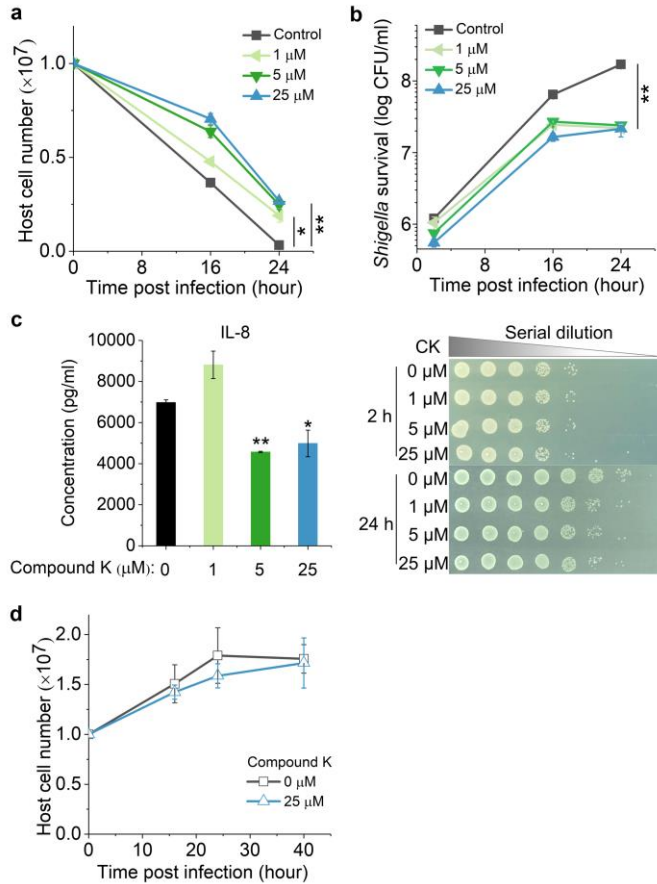 a
Host cell number (×10⁷)
1.0
0.5
0.0
Control
1 μM
5 μM
25 μM
*
**
0 8 16 24
Time post infection (hour)
b
Shigella survival (log CFU/ml)
8
7
6
Control
1 μM
5 μM
25 μM
**
0 8 16 24
Time post infection (hour)
c
IL-8
Concentration (pg/ml)
10000
8000
6000
4000
2000
0
**
*
Compound K (μM): 0 1 5 25
CK
Serial dilution
2 h
0 μM
1 μM
5 μM
25 μM
24 h
0 μM
1 μM
5 μM
25 μM
d
Host cell number (×10⁷)
2.0
1.5
1.0
0.5
0.0
Compound K
0 μM
25 μM
0 10 20 30 40
Time post infection (hour)